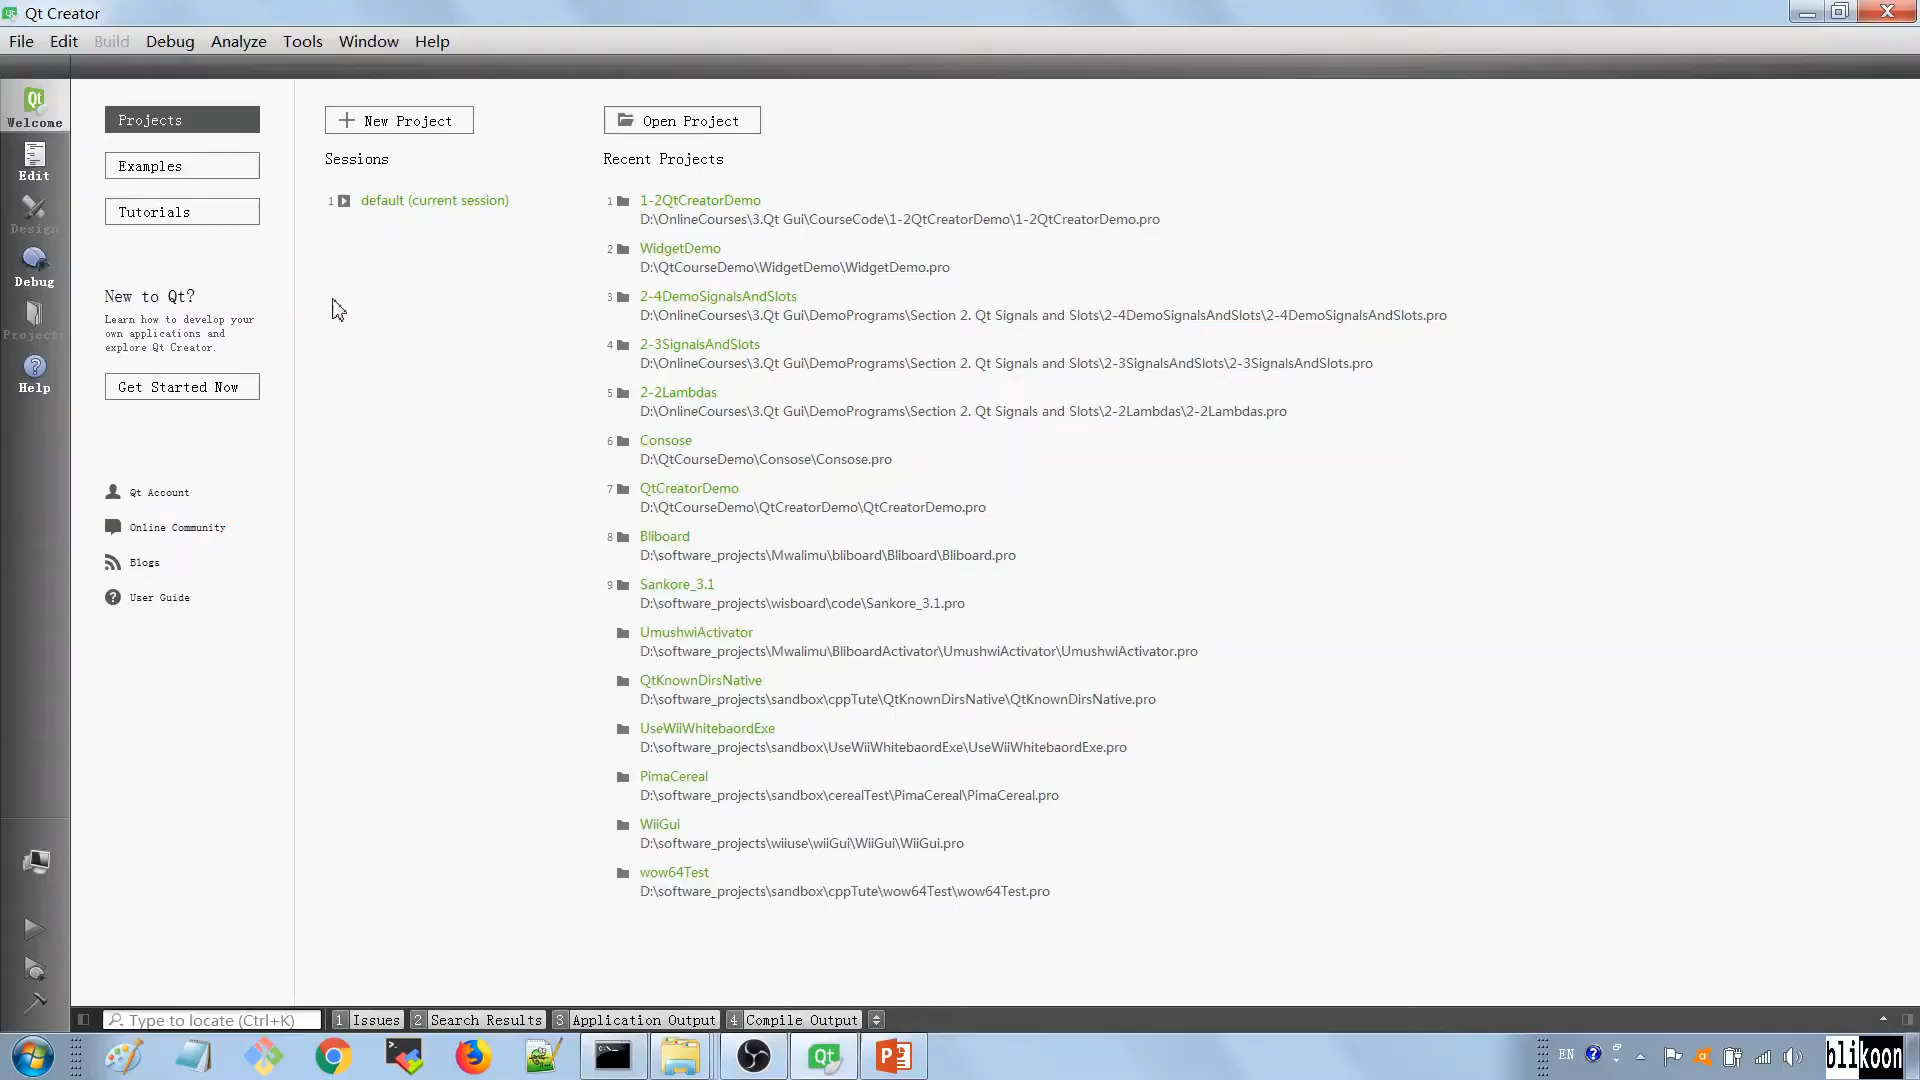 Qt Creator
File Edit Build Debug Analyze Tools Window Help
Qt
Welcome
Edit
Design
Debug
Projects
Help
Projects
Examples
Tutorials
New to Qt?
Learn how to develop your
own applications and
explore Qt Creator.
Get Started Now
Qt Account
Online Community
Blogs
User Guide
New Project
Sessions
1 default (current session)
Open Project
Recent Projects
1 1-2QtCreatorDemo
D:\OnlineCourses\3.Qt Gui\CourseCode\1-2QtCreatorDemo\1-2QtCreatorDemo.pro
2 WidgetDemo
D:\QtCourseDemo\WidgetDemo\WidgetDemo.pro
3 2-4DemoSignalsAndSlots
D:\OnlineCourses\3.Qt Gui\DemoPrograms\Section 2. Qt Signals and Slots\2-4DemoSignalsAndSlots\2-4DemoSignalsAndSlots.pro
4 2-3SignalsAndSlots
D:\OnlineCourses\3.Qt Gui\DemoPrograms\Section 2. Qt Signals and Slots\2-3SignalsAndSlots\2-3SignalsAndSlots.pro
5 2-2Lambdas
D:\OnlineCourses\3.Qt Gui\DemoPrograms\Section 2. Qt Signals and Slots\2-2Lambdas\2-2Lambdas.pro
6 Consose
D:\QtCourseDemo\Consose\Consose.pro
7 QtCreatorDemo
D:\QtCourseDemo\QtCreatorDemo\QtCreatorDemo.pro
8 Bliboard
D:\software_projects\Mwalimu\bliboard\Bliboard\Bliboard.pro
9 Sankore_3.1
D:\software_projects\wisboard\code\Sankore_3.1.pro
UmushwiActivator
D:\software_projects\Mwalimu\BliboardActivator\UmushwiActivator\UmushwiActivator.pro
QtKnownDirsNative
D:\software_projects\sandbox\cppTute\QtKnownDirsNative\QtKnownDirsNative.pro
UseWiiWhitebaordExe
D:\software_projects\sandbox\UseWiiWhitebaordExe\UseWiiWhitebaordExe.pro
PimaCereal
D:\software_projects\sandbox\cerealTest\PimaCereal\PimaCereal.pro
WiiGui
D:\software_projects\wiiuse\wiiGui\WiiGui\WiiGui.pro
wow64Test
D:\software_projects\sandbox\cppTute\wow64Test\wow64Test.pro
Type to locate (Ctrl+K) 1 Issues 2 Search Results 3 Application Output 4 Compile Output
EN
blikoon